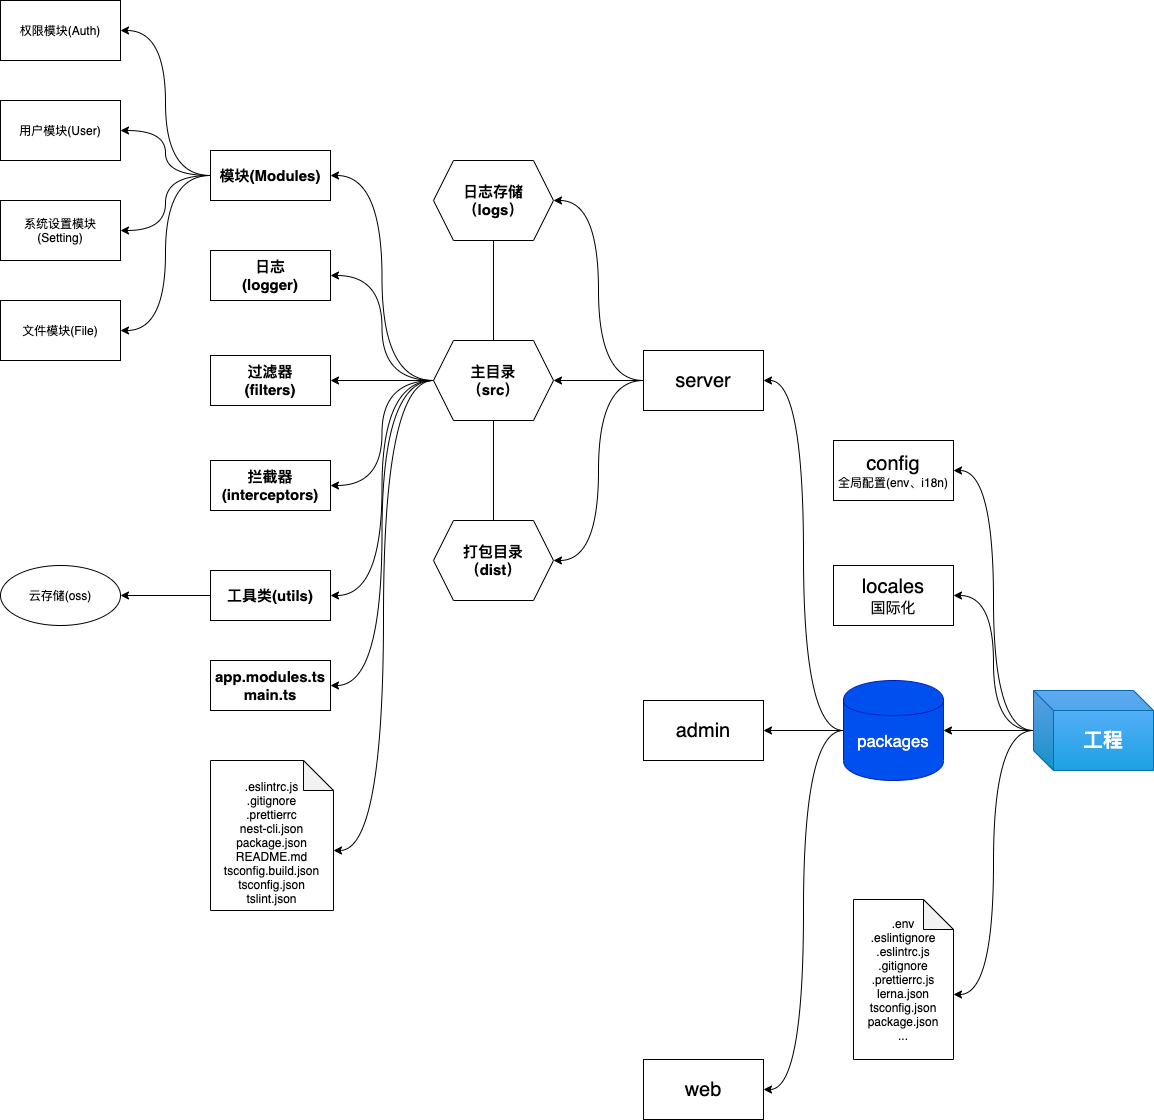 权限模块(Auth)
用户模块(User)
系统设置模块
(Setting)
文件模块(File)
模块(Modules)
日志
(logger)
过滤器
(filters)
拦截器
(interceptors)
工具类(utils)
云存储(oss)
app.modules.ts
main.ts
.eslintrc.js
.gitignore
.prettierrc
nest-cli.json
package.json
README.md
tsconfig.build.json
tsconfig.json
tslint.json
日志存储
（logs）
主目录
（src）
打包目录
（dist）
server
admin
web
config
全局配置(env、i18n)
locales
国际化
packages
工程
.env
.eslintignore
.eslintrc.js
.gitignore
.prettierrc.js
lerna.json
tsconfig.json
package.json
...